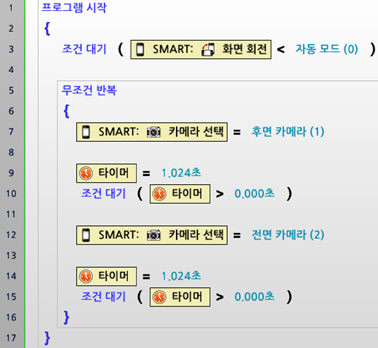 1 프로그램 시작
2 {
3 조건 대기 ( SMART: 화면 회전 < 자동 모드 (0) )
4
5 무조건 반복
6 {
7 SMART: 카메라 선택 = 후면 카메라 (1)
8
9 타이머 = 1.024초
10 조건 대기 ( 타이머 > 0.000초 )
11
12 SMART: 카메라 선택 = 전면 카메라 (2)
13
14 타이머 = 1.024초
15 조건 대기 ( 타이머 > 0.000초 )
16 }
17 }